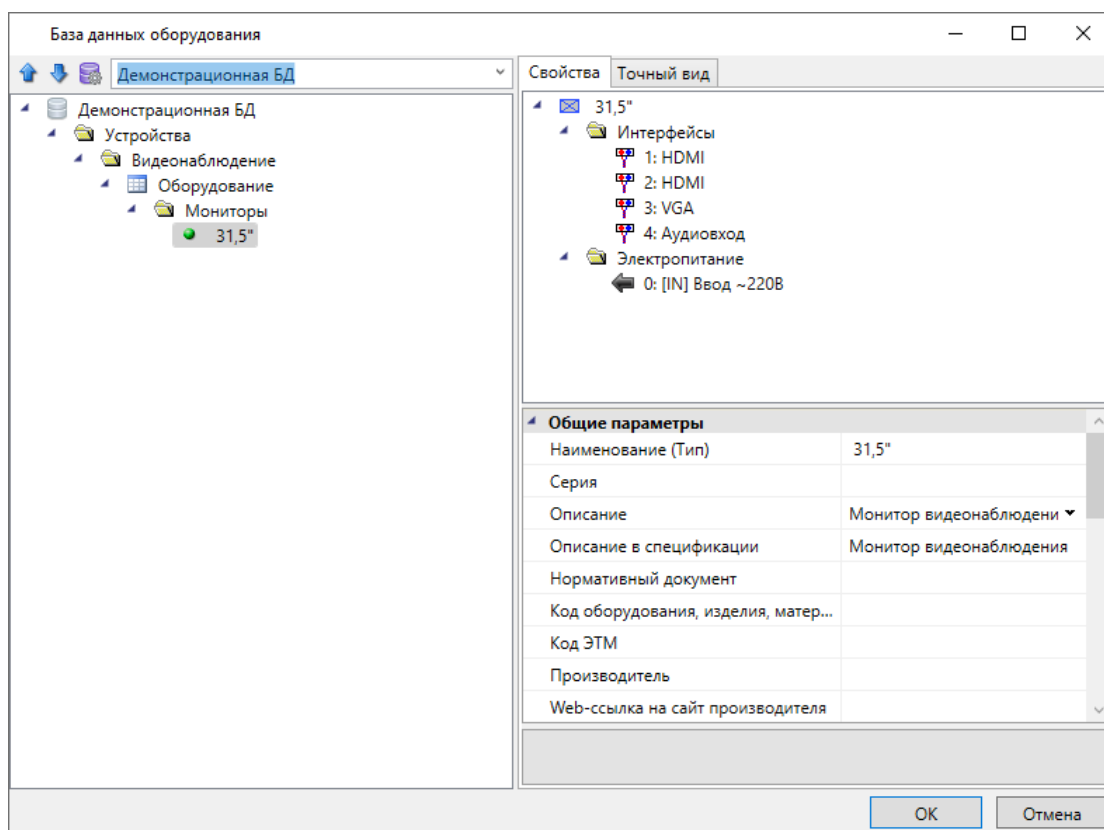 База данных оборудования
Демонстрационная БД
Демонстрационная БД
Устройства
Видеонаблюдение
Оборудование
Мониторы
31,5"
Свойства
Точный вид
31,5"
Интерфейсы
1: HDMI
2: HDMI
3: VGA
4: Аудиовход
Электропитание
0: [IN] Ввод ~220В
Общие параметры
Наименование (Тип) 31,5"
Серия
Описание Монитор видеонаблюдени
Описание в спецификации Монитор видеонаблюдения
Нормативный документ
Код оборудования, изделия, матер...
Код ЭТМ
Производитель
Web-ссылка на сайт производителя
ОК
Отмена